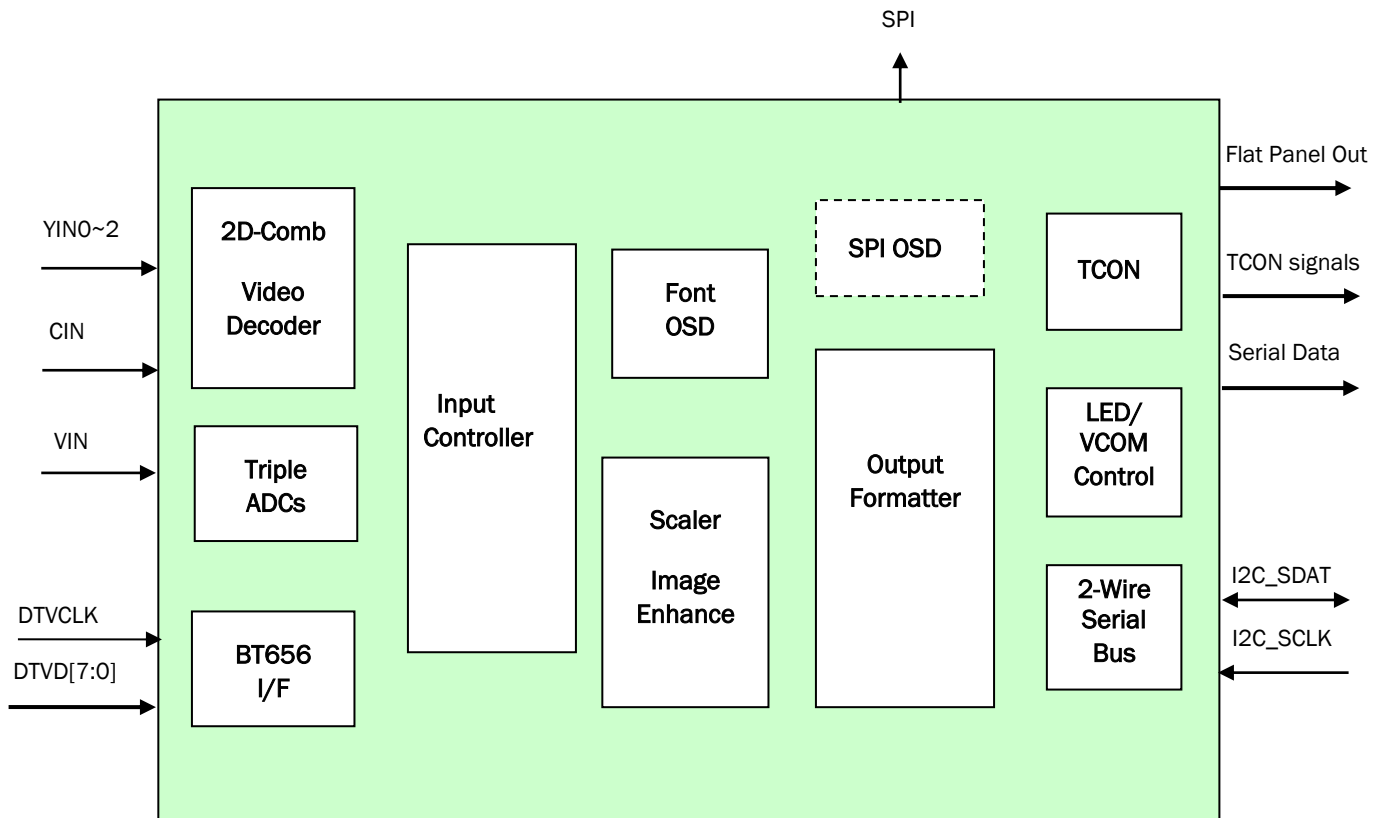 SPI
YIN0~2
CIN
VIN
DTVCLK
DTVD[7:0]
2D-Comb
Video
Decoder
Triple
ADCs
BT656
I/F
Input
Controller
Font
OSD
Scaler
Image
Enhance
SPI OSD
Output
Formatter
TCON
LED/
VCOM
Control
2-Wire
Serial
Bus
Flat Panel Out
TCON signals
Serial Data
I2C_SDAT
I2C_SCLK